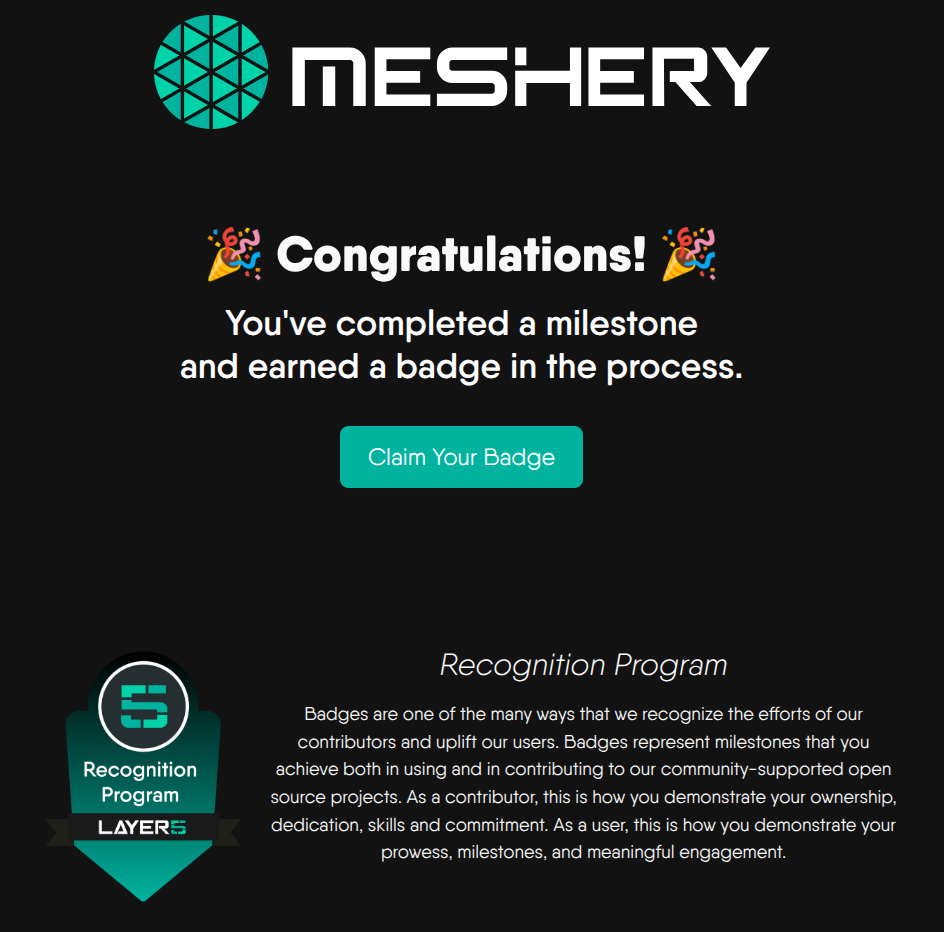 MESHERY
🎉 Congratulations! 🎉
You've completed a milestone
and earned a badge in the process.
Claim Your Badge
Recognition Program
Badges are one of the many ways that we recognize the efforts of our
contributors and uplift our users. Badges represent milestones that you
achieve both in using and in contributing to our community-supported open
source projects. As a contributor, this is how you demonstrate your ownership,
dedication, skills and commitment. As a user, this is how you demonstrate your
prowess, milestones, and meaningful engagement.
5
Recognition
Program
LAYER5